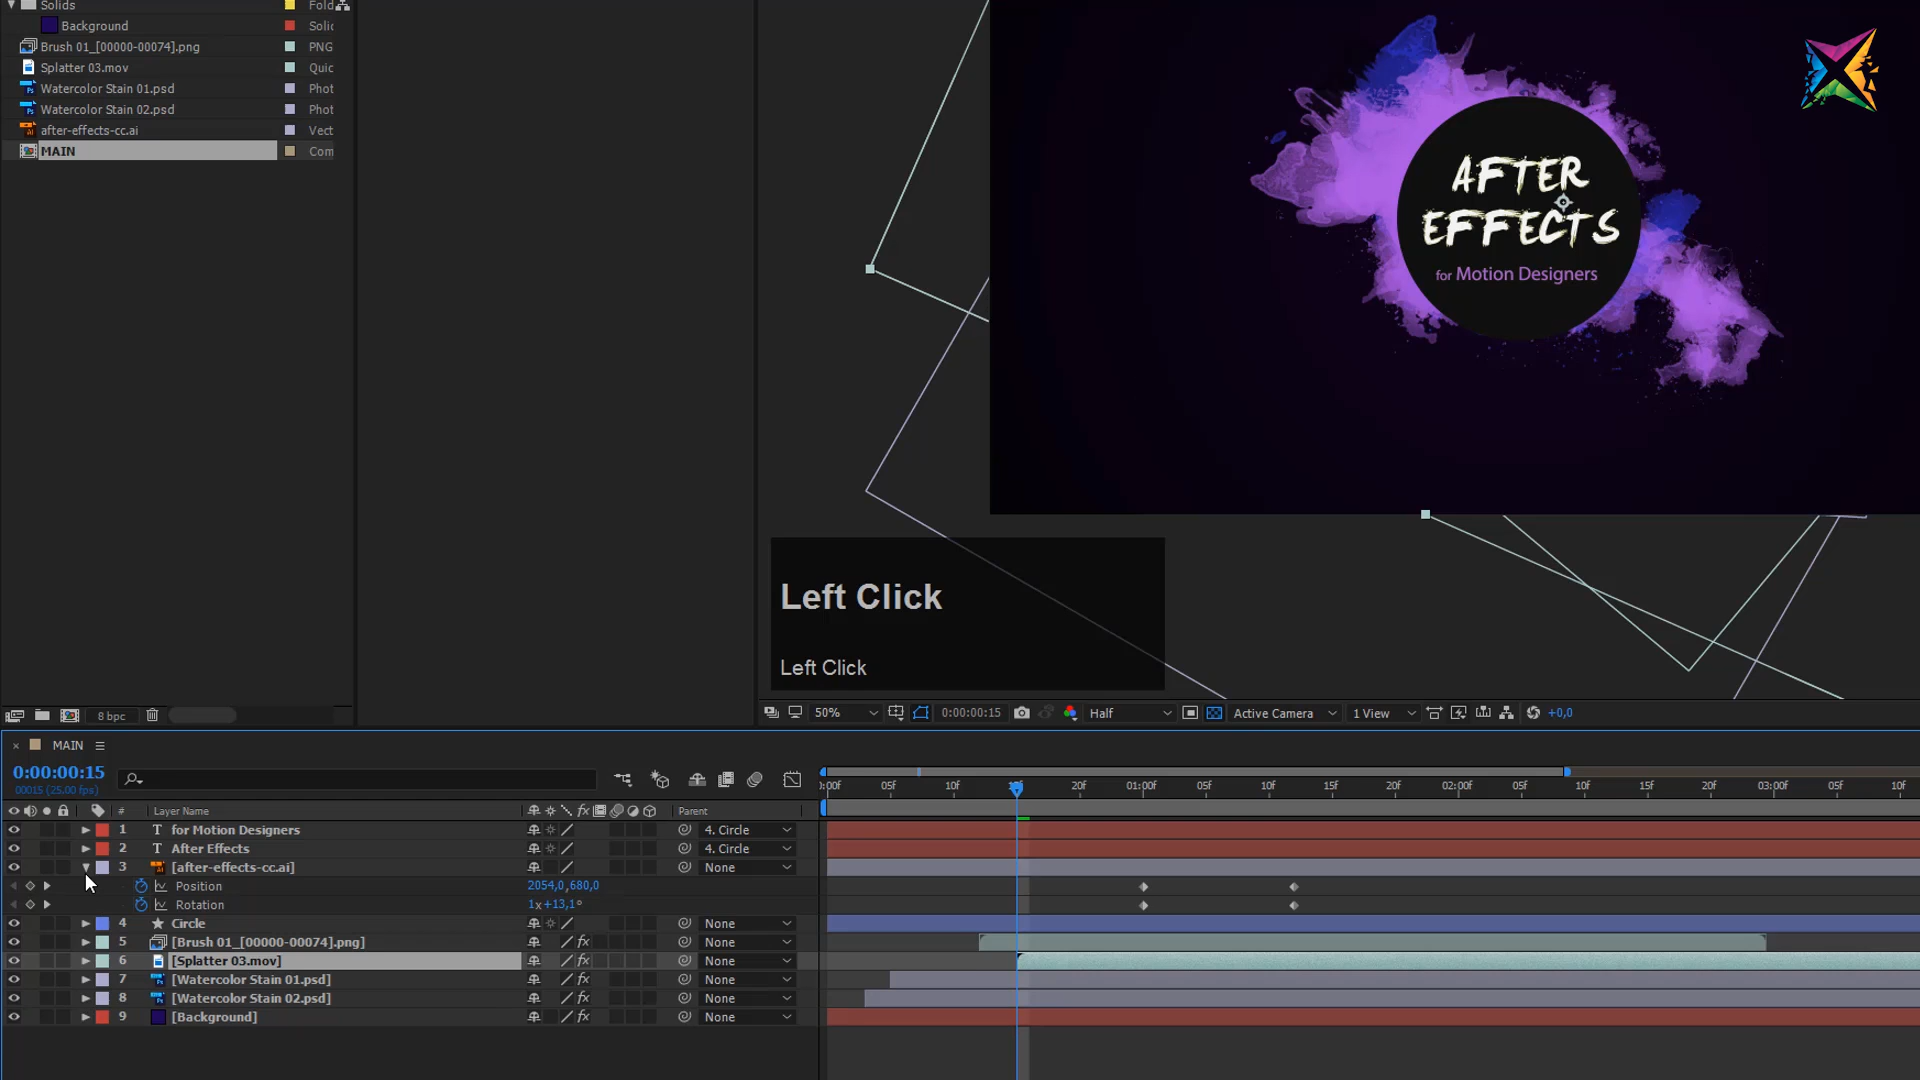 Solids Fold
Background Solid
Brush 01_[00000-00074].png PNG
Splatter 03.mov Quic
Watercolor Stain 01.psd Phot
Watercolor Stain 02.psd Phot
after-effects-cc.ai Vect
MAIN Com
AFTER
EFFECTS
for Motion Designers
Left Click
Left Click
8 bpc
50% 0:00:00:15 Half Active Camera 1 View +0,0
× MAIN
0:00:00:15
00015 (25.00 fps)
:00f 05f 10f 20f 01:00f 05f 10f 15f 20f 02:00f 05f 10f 15f 20f 03:00f 05f 10f
# Layer Name fx Parent
1 T for Motion Designers 4. Circle
2 T After Effects 4. Circle
3 [after-effects-cc.ai] None
Position 2054,0,680,0
Rotation 1x+13,1°
4 Circle None
5 [Brush 01_[00000-00074].png] fx None
6 [Splatter 03.mov] fx None
7 [Watercolor Stain 01.psd] fx None
8 [Watercolor Stain 02.psd] fx None
9 [Background] fx None